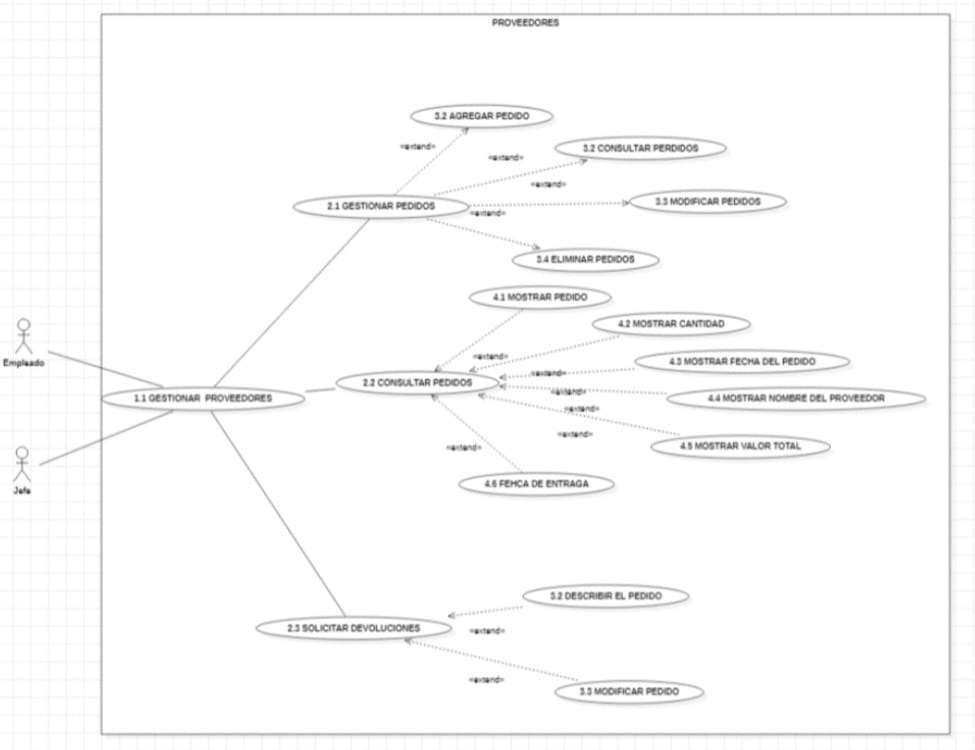 PROVEEDORES
3.2 AGREGAR PEDIDO
«extend»
3.2 CONSULTAR PERDIDOS
«extend»
«extend»
3.3 MODIFICAR PEDIDOS
2.1 GESTIONAR PEDIDOS
«extend»
3.4 ELIMINAR PEDIDOS
4.1 MOSTRAR PEDIDO
4.2 MOSTRAR CANTIDAD
«extend»
4.3 MOSTRAR FECHA DEL PEDIDO
Empleado
«extend»
2.2 CONSULTAR PEDIDOS
«extend»
1.1 GESTIONAR PROVEEDORES
4.4 MOSTRAR NOMBRE DEL PROVEEDOR
«extend»
«extend»
4.5 MOSTRAR VALOR TOTAL
«extend»
4.6 FEHCA DE ENTRAGA
Jefe
3.2 DESCRIBIR EL PEDIDO
2.3 SOLICITAR DEVOLUCIONES
«extend»
«extend»
3.3 MODIFICAR PEDIDO